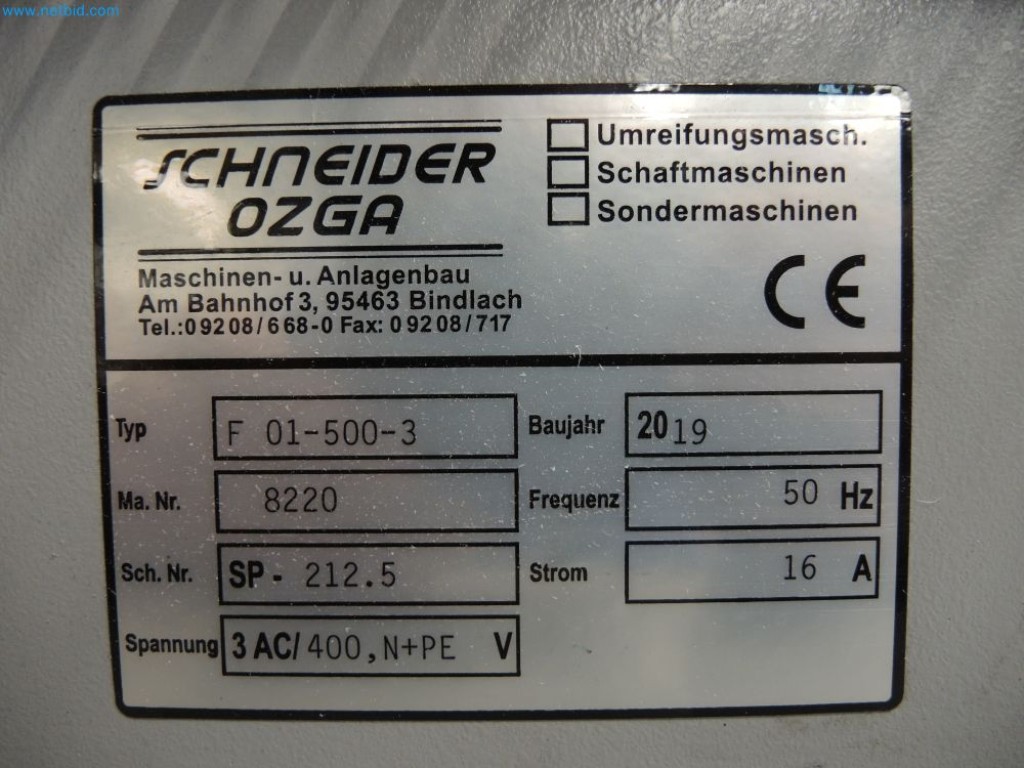 www.netbid.com
SCHNEIDER
OZGA
Maschinen- u. Anlagenbau
Am Bahnhof 3, 95463 Bindlach
Tel.:09208/668-0 Fax: 09208/717
Umreifungsmasch.
Schaftmaschinen
Sondermaschinen
CE
Typ F 01-500-3
Baujahr 2019
Ma. Nr. 8220
Frequenz 50 Hz
Sch. Nr. SP - 212.5
Strom 16 A
Spannung 3 AC/ 400,N+PE V